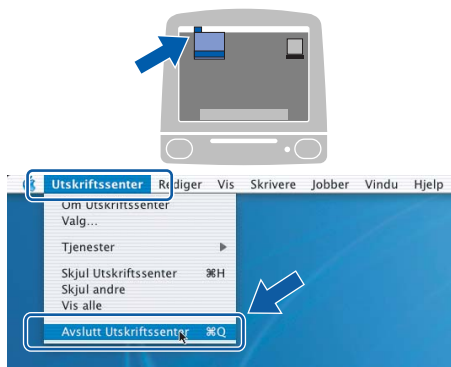 Utskriftssenter Rediger Vis Skrivere Jobber Vindu Hjelp
Om Utskriftssenter
Valg...
Tjenester
Skjul Utskriftssenter ⌘H
Skjul andre
Vis alle
Avslutt Utskriftssenter ⌘Q